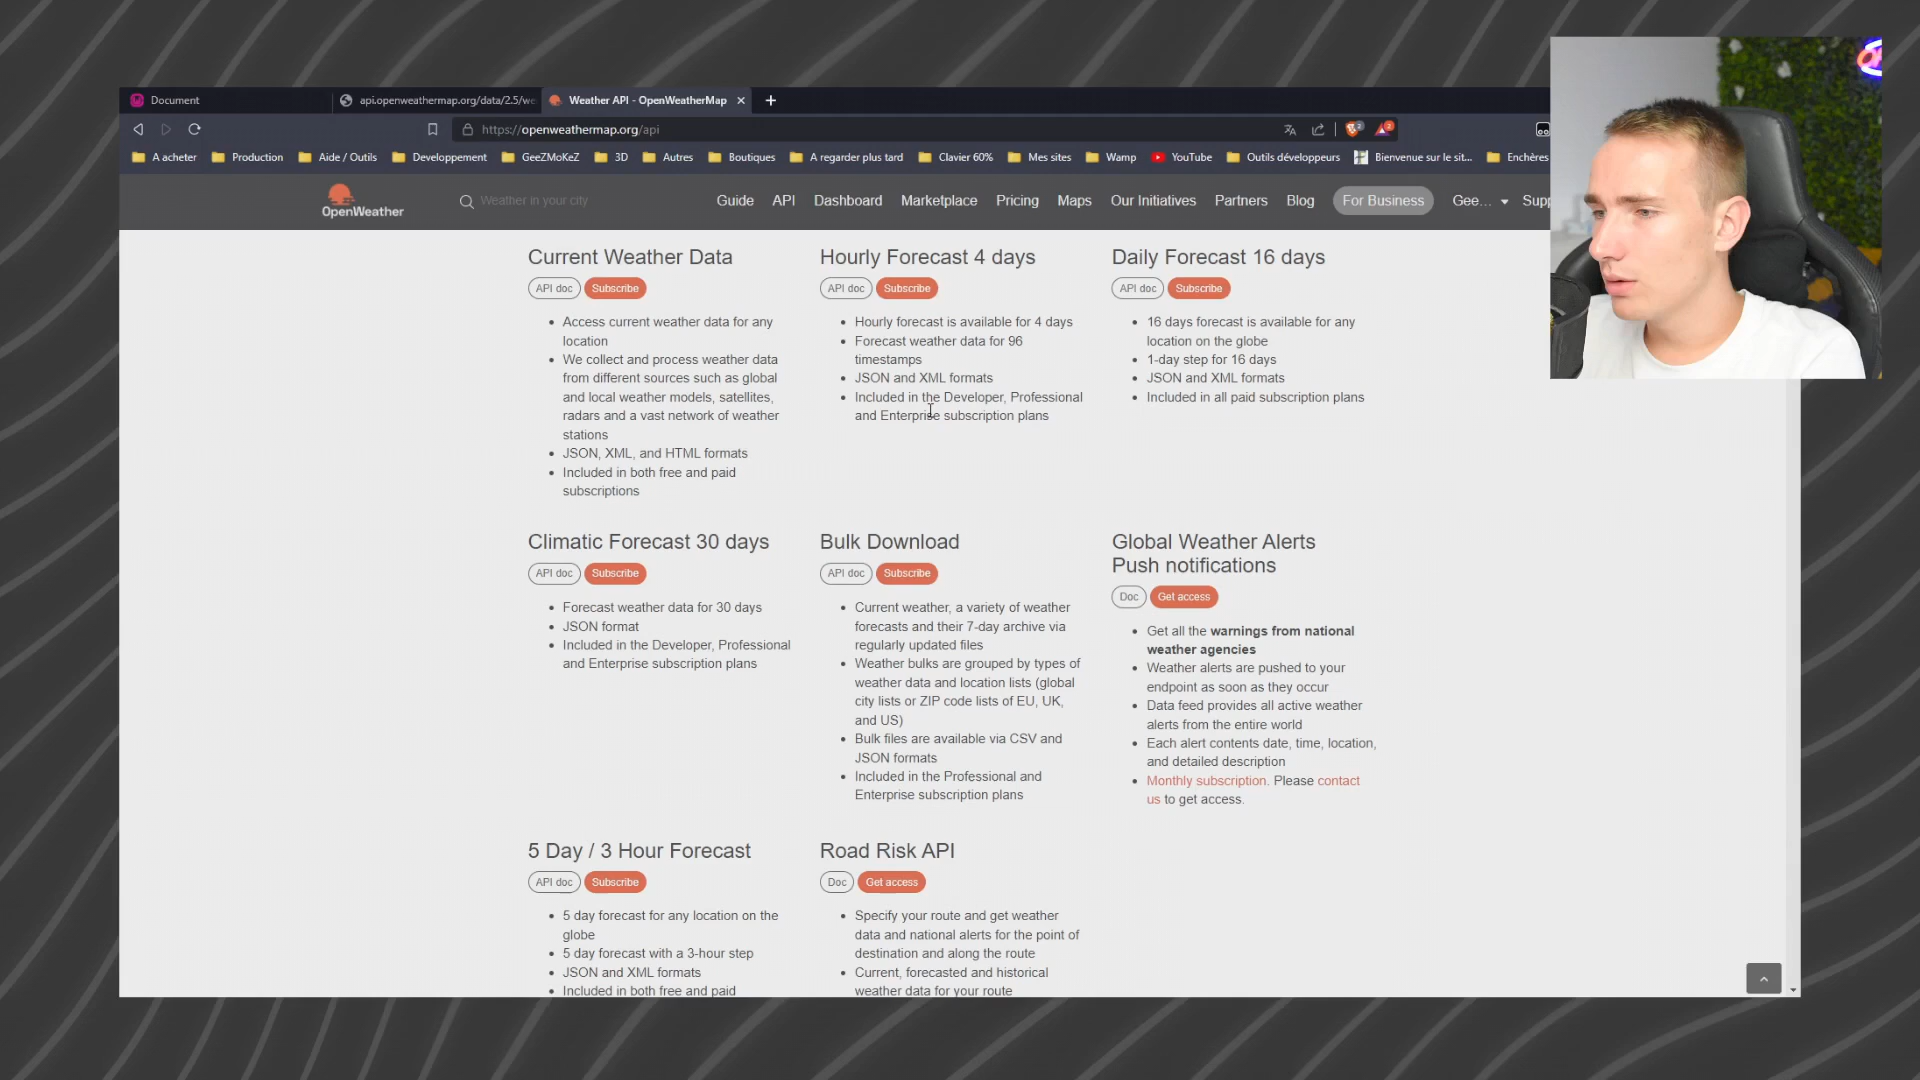 Document
api.openweathermap.org/data/2.5/we
Weather API - OpenWeatherMap
https://openweathermap.org/api
2
2
A acheter
Production
Aide / Outils
Developpement
GeeZMoKeZ
3D
Autres
Boutiques
A regarder plus tard
Clavier 60%
Mes sites
Wamp
YouTube
Outils développeurs
Bienvenue sur le sit...
Enchères
OpenWeather
Weather in your city
Guide
API
Dashboard
Marketplace
Pricing
Maps
Our Initiatives
Partners
Blog
For Business
Gee...
Supp
Current Weather Data
API doc
Subscribe
Access current weather data for any
location
We collect and process weather data
from different sources such as global
and local weather models, satellites,
radars and a vast network of weather
stations
JSON, XML, and HTML formats
Included in both free and paid
subscriptions
Hourly Forecast 4 days
API doc
Subscribe
Hourly forecast is available for 4 days
Forecast weather data for 96
timestamps
JSON and XML formats
Included in the Developer, Professional
and Enterprise subscription plans
Daily Forecast 16 days
API doc
Subscribe
16 days forecast is available for any
location on the globe
1-day step for 16 days
JSON and XML formats
Included in all paid subscription plans
Climatic Forecast 30 days
API doc
Subscribe
Forecast weather data for 30 days
JSON format
Included in the Developer, Professional
and Enterprise subscription plans
Bulk Download
API doc
Subscribe
Current weather, a variety of weather
forecasts and their 7-day archive via
regularly updated files
Weather bulks are grouped by types of
weather data and location lists (global
city lists or ZIP code lists of EU, UK,
and US)
Bulk files are available via CSV and
JSON formats
Included in the Professional and
Enterprise subscription plans
Global Weather Alerts
Push notifications
Doc
Get access
Get all the warnings from national
weather agencies
Weather alerts are pushed to your
endpoint as soon as they occur
Data feed provides all active weather
alerts from the entire world
Each alert contents date, time, location,
and detailed description
Monthly subscription. Please contact
us to get access.
5 Day / 3 Hour Forecast
API doc
Subscribe
5 day forecast for any location on the
globe
5 day forecast with a 3-hour step
JSON and XML formats
Included in both free and paid
Road Risk API
Doc
Get access
Specify your route and get weather
data and national alerts for the point of
destination and along the route
Current, forecasted and historical
weather data for your route